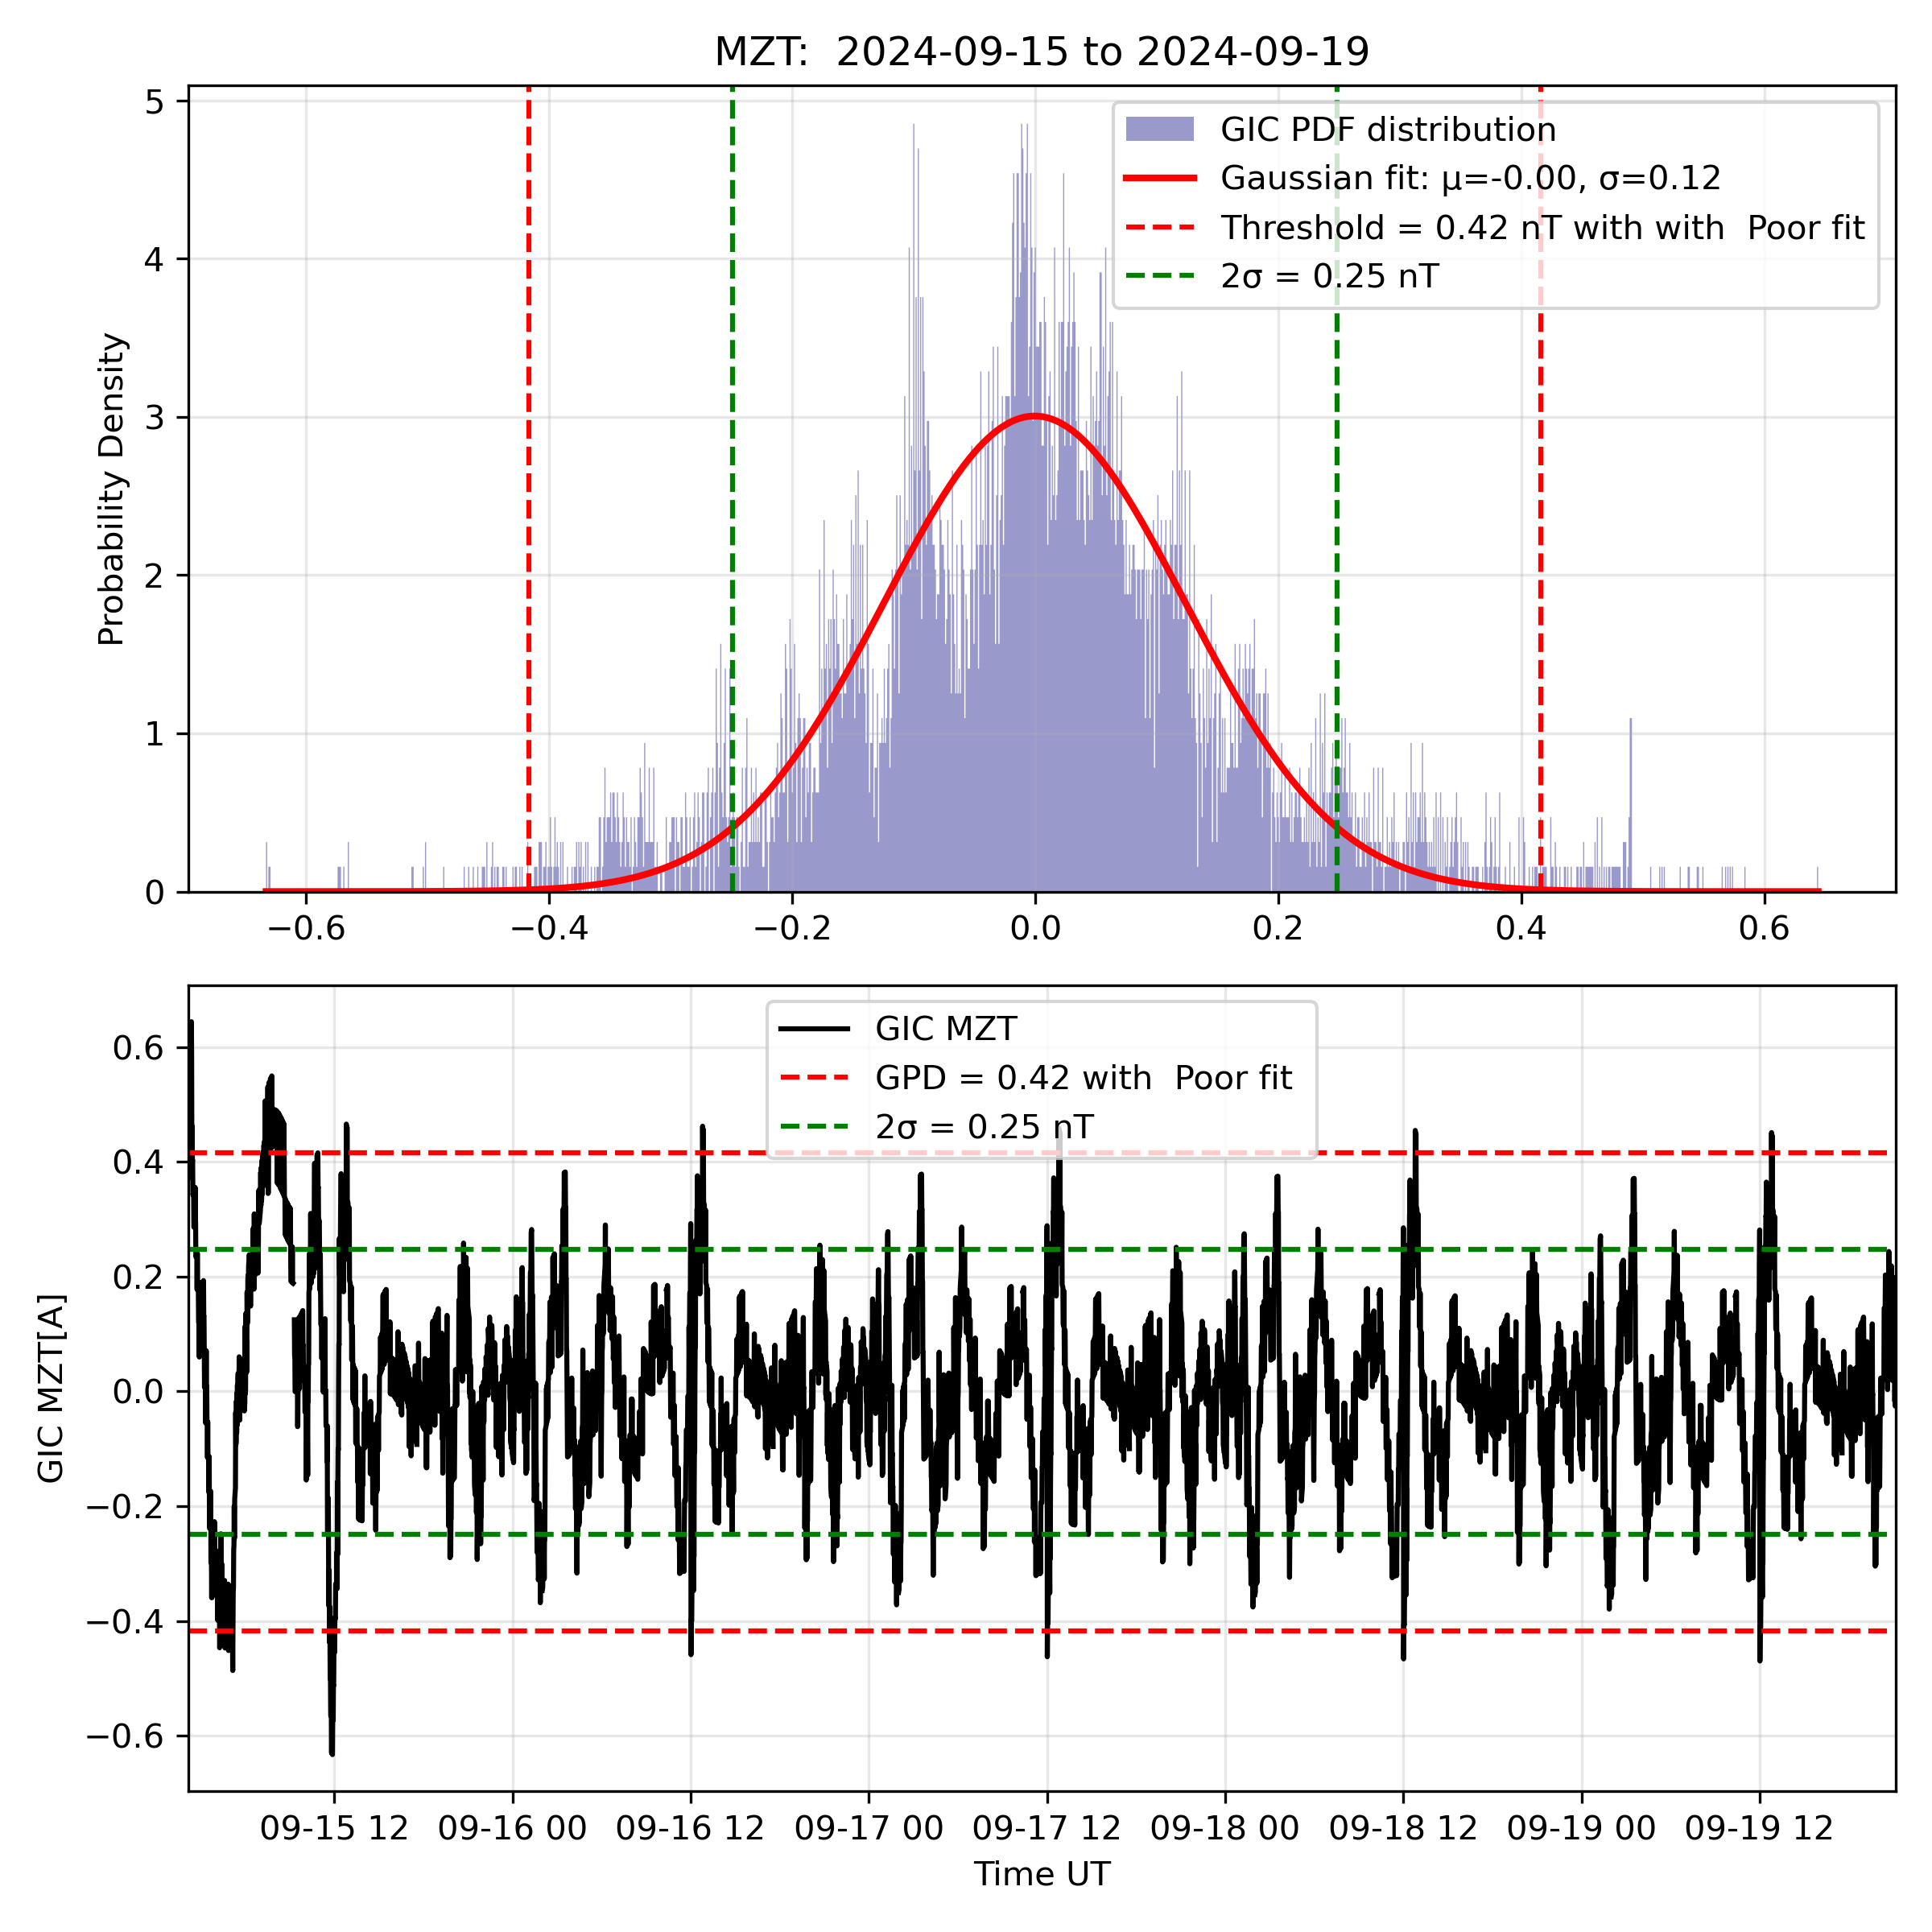 MZT:  2024-09-15 to 2024-09-19
Probability Density
5
4
3
2
1
0
GIC PDF distribution
Gaussian fit: μ=-0.00, σ=0.12
Threshold = 0.42 nT with with  Poor fit
2σ = 0.25 nT
−0.6 −0.4 −0.2 0.0 0.2 0.4 0.6
GIC MZT[A]
0.6
0.4
0.2
0.0
−0.2
−0.4
−0.6
GIC MZT
GPD = 0.42 with  Poor fit
2σ = 0.25 nT
09-15 12 09-16 00 09-16 12 09-17 00 09-17 12 09-18 00 09-18 12 09-19 00 09-19 12
Time UT